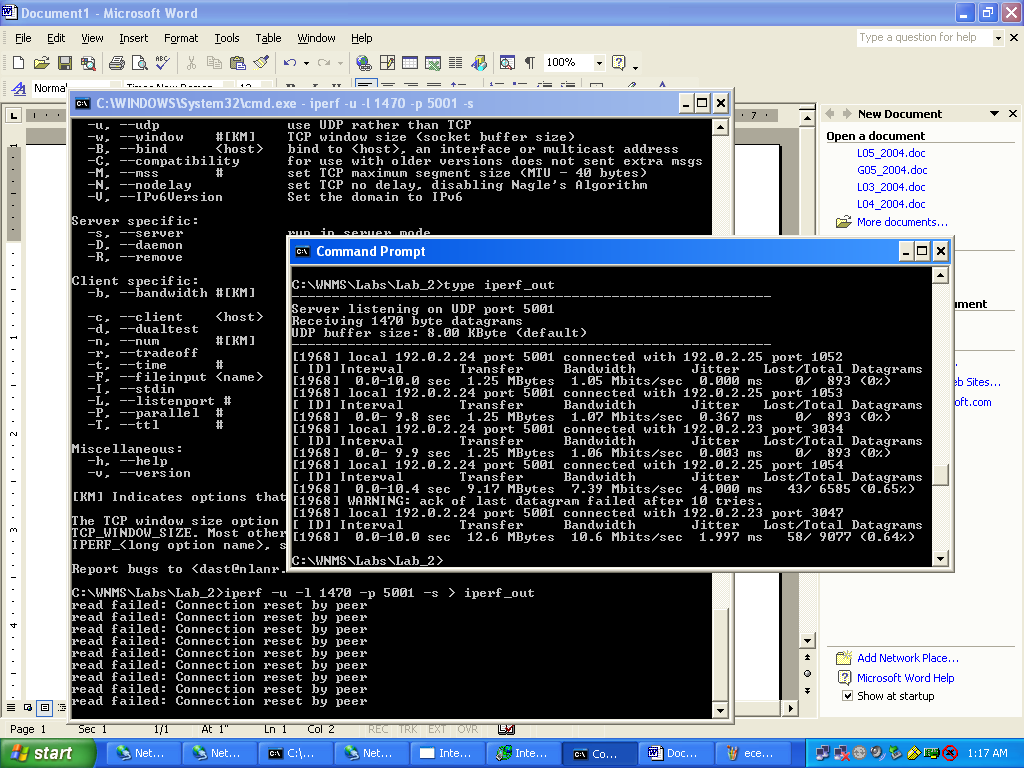 Document1 - Microsoft Word
File Edit View Insert Format Tools Table Window Help
Type a question for help
100%
Normal
C:\WINDOWS\System32\cmd.exe - iperf -u -l 1470 -p 5001 -s
-u, --udp use UDP rather than TCP
-w, --window #[KM] TCP window size (socket buffer size)
-B, --bind <host> bind to <host>, an interface or multicast address
-C, --compatibility for use with older versions does not sent extra msgs
-M, --mss # set TCP maximum segment size (MTU - 40 bytes)
-N, --nodelay set TCP no delay, disabling Nagle's Algorithm
-V, --IPv6Version Set the domain to IPv6
Server specific:
-s, --server run in server mode
-D, --daemon
-R, --remove
Client specific:
-b, --bandwidth #[KM]
-c, --client <host>
-d, --dualtest
-n, --num #[KM]
-r, --tradeoff
-t, --time #
-F, --fileinput <name>
-I, --stdin
-L, --listenport #
-P, --parallel #
-T, --ttl #
Miscellaneous:
-h, --help
-v, --version
[KM] Indicates options that
The TCP window size option
TCP_WINDOW_SIZE. Most other
IPERF_<long option name>, s
Report bugs to <dast@nlanr.
C:\WNMS\Labs\Lab_2>iperf -u -l 1470 -p 5001 -s > iperf_out
read failed: Connection reset by peer
read failed: Connection reset by peer
read failed: Connection reset by peer
read failed: Connection reset by peer
read failed: Connection reset by peer
read failed: Connection reset by peer
read failed: Connection reset by peer
read failed: Connection reset by peer
read failed: Connection reset by peer
Command Prompt
C:\WNMS\Labs\Lab_2>type iperf_out
Server listening on UDP port 5001
Receiving 1470 byte datagrams
UDP buffer size: 8.00 KByte (default)
[1968] local 192.0.2.24 port 5001 connected with 192.0.2.25 port 1052
[ ID] Interval Transfer Bandwidth Jitter Lost/Total Datagrams
[1968] 0.0-10.0 sec 1.25 MBytes 1.05 Mbits/sec 0.000 ms 0/ 893 (0%)
[1968] local 192.0.2.24 port 5001 connected with 192.0.2.25 port 1053
[ ID] Interval Transfer Bandwidth Jitter Lost/Total Datagrams
[1968] 0.0- 9.8 sec 1.25 MBytes 1.07 Mbits/sec 0.367 ms 0/ 893 (0%)
[1968] local 192.0.2.24 port 5001 connected with 192.0.2.23 port 3034
[ ID] Interval Transfer Bandwidth Jitter Lost/Total Datagrams
[1968] 0.0- 9.9 sec 1.25 MBytes 1.06 Mbits/sec 0.003 ms 0/ 893 (0%)
[1968] local 192.0.2.24 port 5001 connected with 192.0.2.25 port 1054
[ ID] Interval Transfer Bandwidth Jitter Lost/Total Datagrams
[1968] 0.0-10.4 sec 9.17 MBytes 7.39 Mbits/sec 4.000 ms 43/ 6585 (0.65%)
[1968] WARNING: ack of last datagram failed after 10 tries.
[1968] local 192.0.2.24 port 5001 connected with 192.0.2.23 port 3047
[ ID] Interval Transfer Bandwidth Jitter Lost/Total Datagrams
[1968] 0.0-10.0 sec 12.6 MBytes 10.6 Mbits/sec 1.997 ms 58/ 9077 (0.64%)
C:\WNMS\Labs\Lab_2>
New Document
Open a document
L05_2004.doc
G05_2004.doc
L03_2004.doc
L04_2004.doc
More documents...
ument
eb Sites...
oft.com
Add Network Place...
Microsoft Word Help
Show at startup
Page 1 Sec 1 1/1 At 1" Ln 1 Col 2 REC TRK EXT OVR
start Net... Net... C:\... Net... Inte... Inte... Co... Doc... ece... 1:17 AM